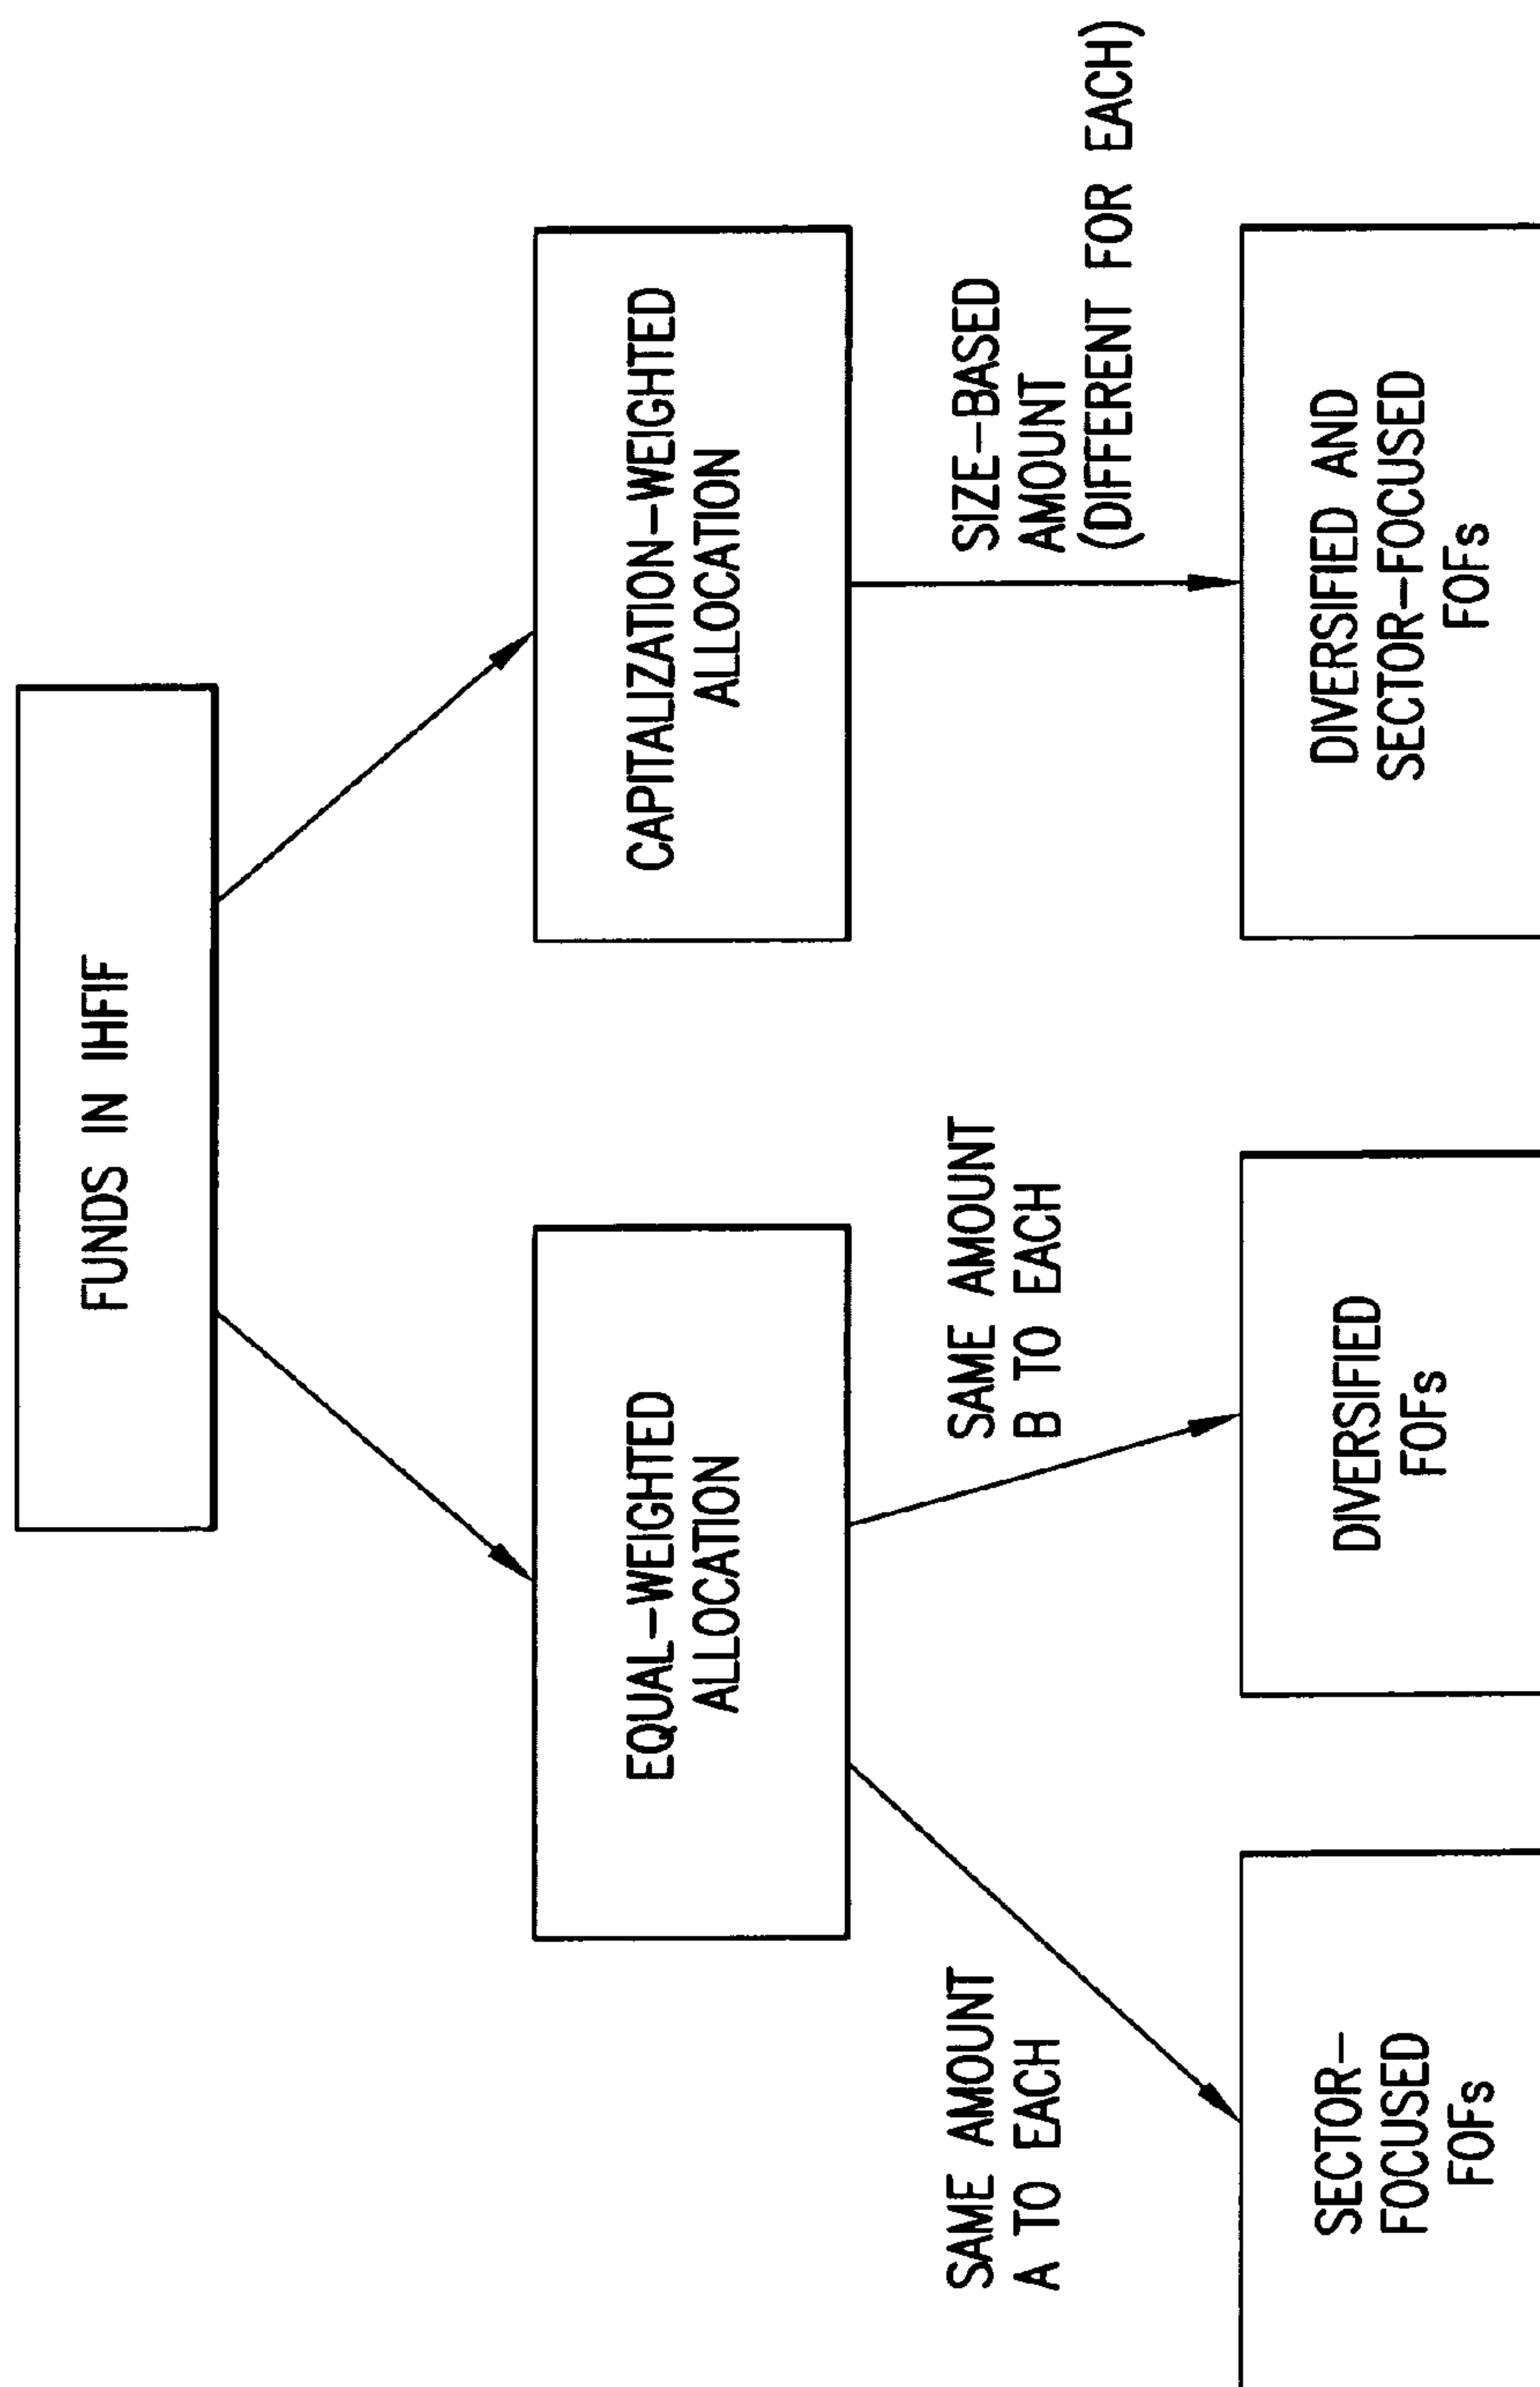 FUNDS IN IHFIF
EQUAL-WEIGHTED
ALLOCATION
CAPITALIZATION-WEIGHTED
ALLOCATION
SAME AMOUNT
A TO EACH
SAME AMOUNT
B TO EACH
SIZE-BASED
AMOUNT
(DIFFERENT FOR EACH)
SECTOR-
FOCUSED
FOFs
DIVERSIFIED
FOFs
DIVERSIFIED AND
SECTOR-FOCUSED
FOFs